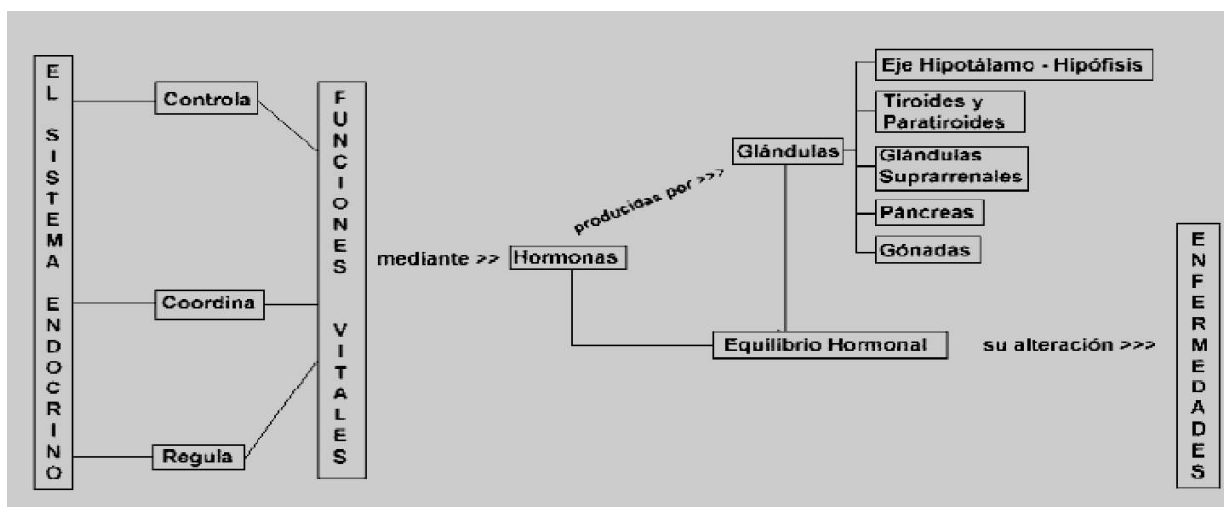 EL SISTEMA ENDOCRINO
Controla
Coordina
Regula
FUNCIONES VITALES
mediante >>
Hormonas
producidas por >>>
Glándulas
Eje Hipotálamo - Hipófisis
Tiroides y
Paratiroides
Glándulas
Suprarrenales
Páncreas
Gónadas
Equilibrio Hormonal
su alteración >>>
ENFERMEDADES